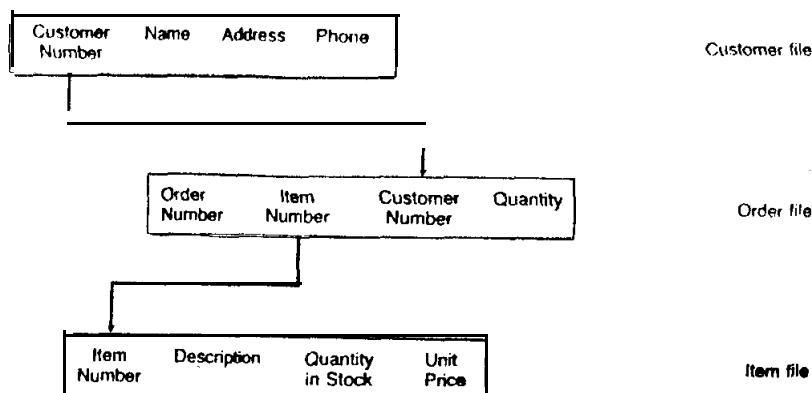 Customer Name Address Phone
Number
Customer file
Order Item Customer Quantity
Number Number Number
Order file
Item Description Quantity Unit
Number in Stock Price
Item file